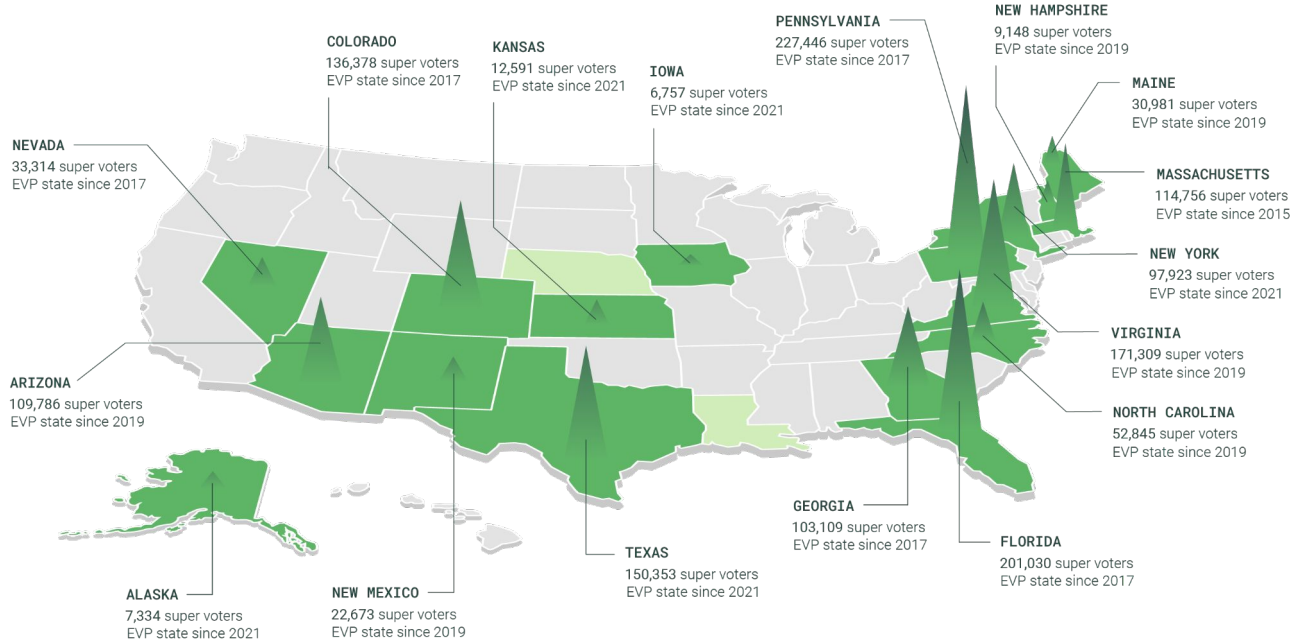 COLORADO
136,378 super voters
EVP state since 2017
KANSAS
12,591 super voters
EVP state since 2021
IOWA
6,757 super voters
EVP state since 2021
PENNSYLVANIA
227,446 super voters
EVP state since 2017
NEW HAMPSHIRE
9,148 super voters
EVP state since 2019
MAINE
30,981 super voters
EVP state since 2019
NEVADA
33,314 super voters
EVP state since 2017
MASSACHUSETTS
114,756 super voters
EVP state since 2015
NEW YORK
97,923 super voters
EVP state since 2021
VIRGINIA
171,309 super voters
EVP state since 2019
ARIZONA
109,786 super voters
EVP state since 2019
NORTH CAROLINA
52,845 super voters
EVP state since 2019
GEORGIA
103,109 super voters
EVP state since 2017
FLORIDA
201,030 super voters
EVP state since 2017
TEXAS
150,353 super voters
EVP state since 2021
ALASKA
7,334 super voters
EVP state since 2021
NEW MEXICO
22,673 super voters
EVP state since 2019